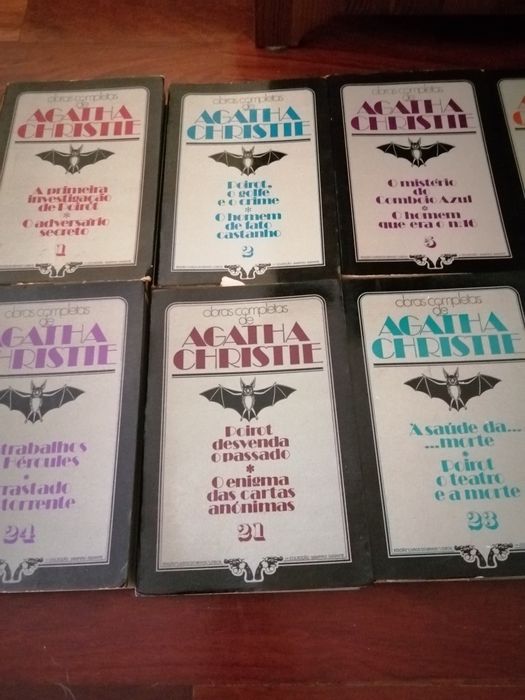 obras completas
de
AGATHA
CHRISTIE
A primeira
investigação
de Poirot
*
O adversário
secreto
1
obras completas
de
AGATHA
CHRISTIE
Poirot,
o golfe
e o crime
*
O homem
de fato
castanho
2
obras completas
de
AGATHA
CHRISTIE
O mistério
do
Comboio Azul
*
O homem
que era o nº16
5
obras completas
de
AGATHA
CHRISTIE
trabalhos
Hércules
*
rastado
torrente
24
obras completas
de
AGATHA
CHRISTIE
Poirot
desvenda
o passado
*
O enigma
das cartas
anónimas
21
obras completas
de
AGATHA
CHRISTIE
À saúde da...
...morte
*
Poirot
o teatro
e a morte
23